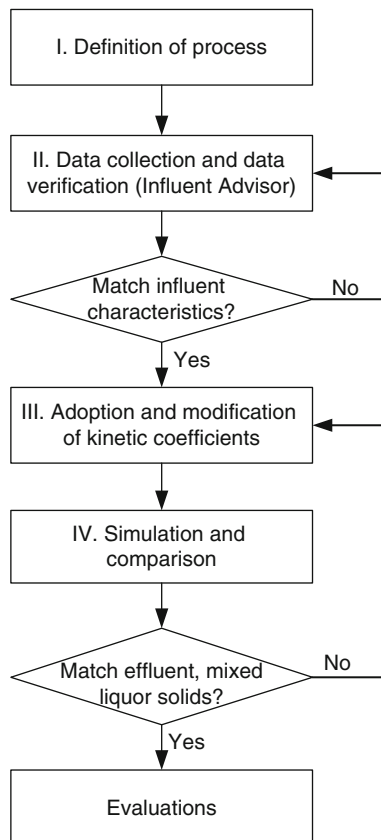 I. Definition of process
II. Data collection and data
verification (Influent Advisor)
Match influent
characteristics?
No
Yes
III. Adoption and modification
of kinetic coefficients
IV. Simulation and
comparison
Match effluent, mixed
liquor solids?
No
Yes
Evaluations